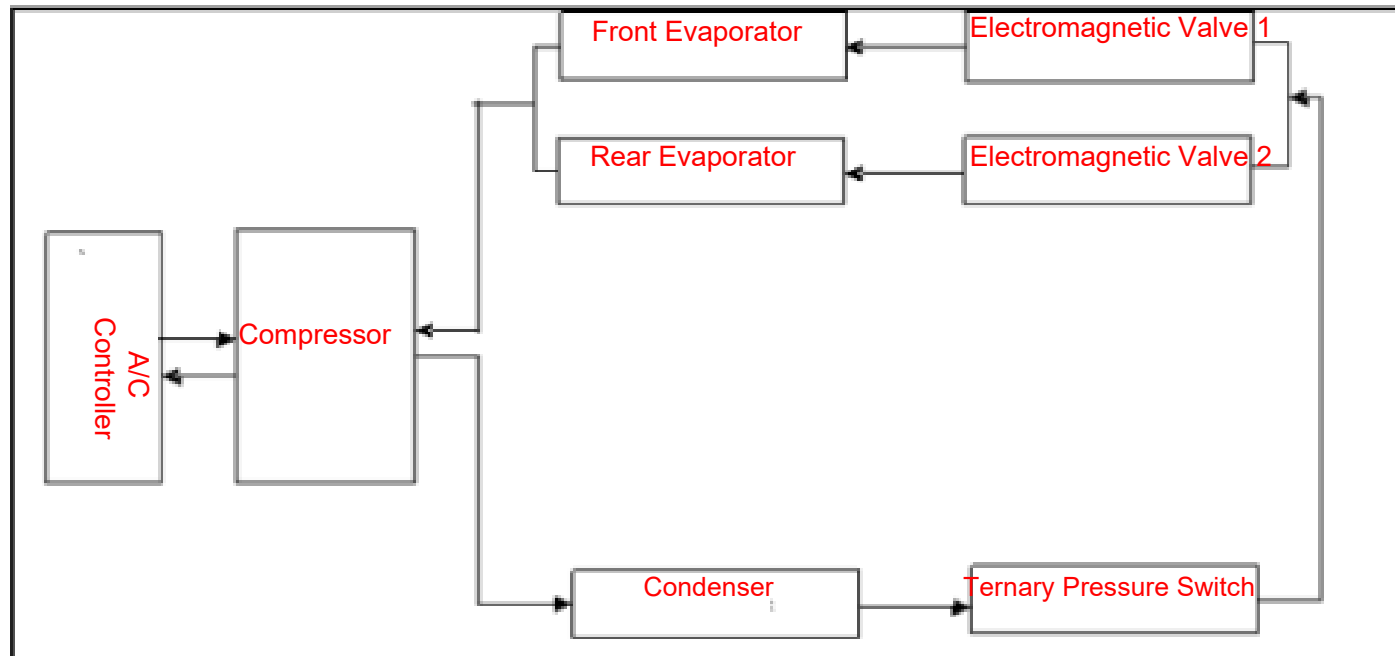 Front Evaporator
Electromagnetic Valve 1
Rear Evaporator
Electromagnetic Valve 2
A/C
Controller
Compressor
Condenser
Ternary Pressure Switch